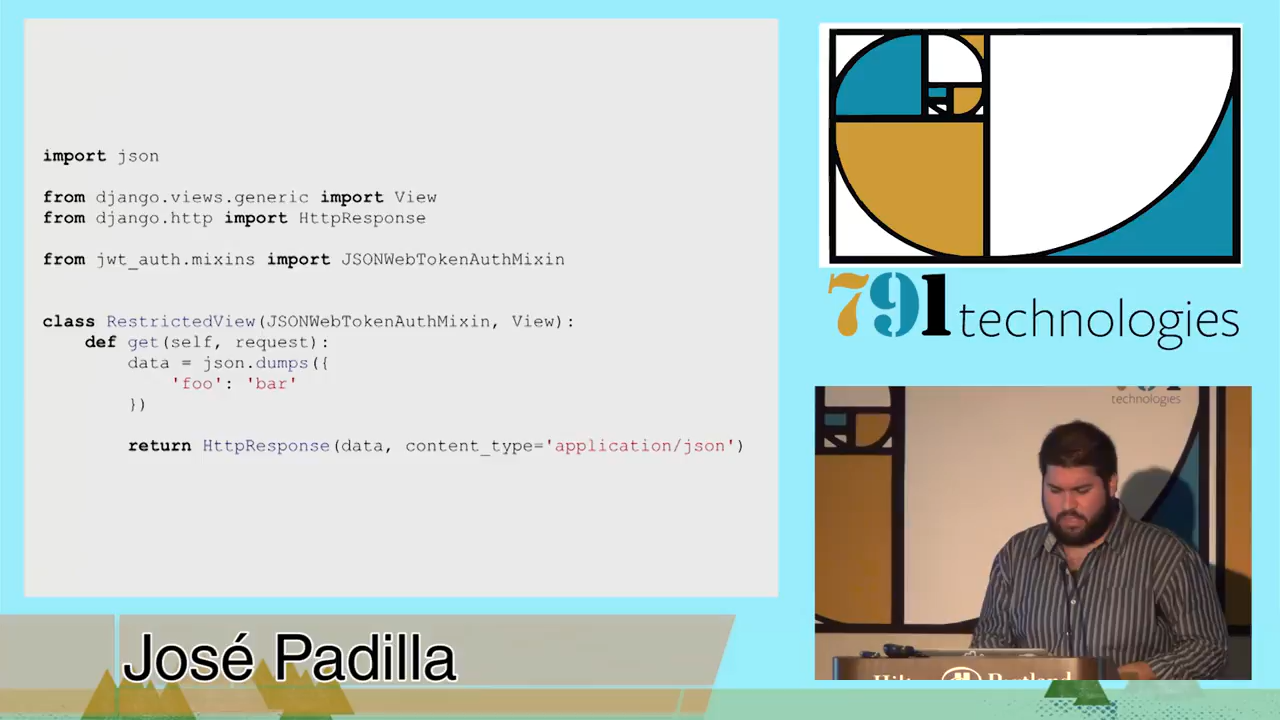 import json
from django.views.generic import View
from django.http import HttpResponse
from jwt_auth.mixins import JSONWebTokenAuthMixin
class RestrictedView(JSONWebTokenAuthMixin, View):
def get(self, request):
data = json.dumps({
'foo': 'bar'
})
return HttpResponse(data, content_type='application/json')
791 technologies
technologies
José Padilla